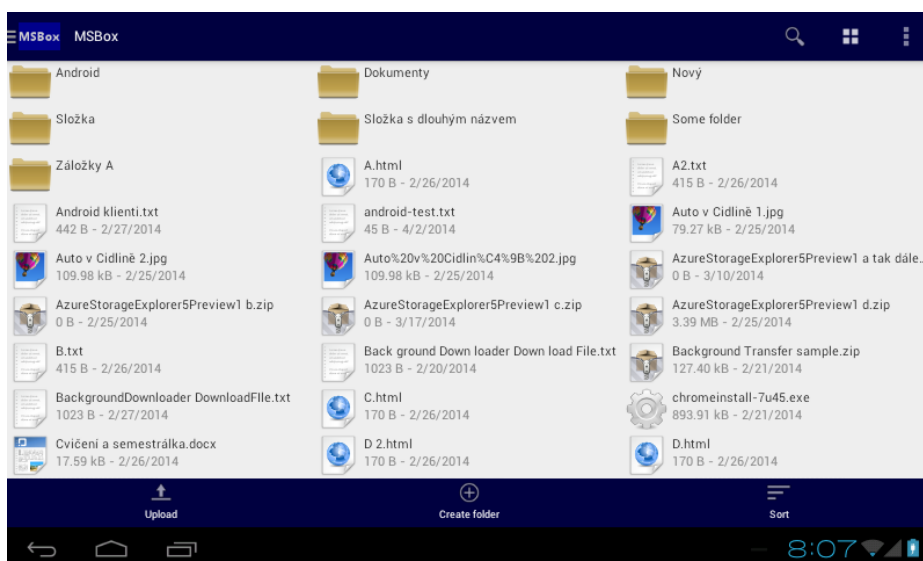 MSBox MSBox
Android
Dokumenty
Nový
Složka
Složka s dlouhým názvem
Some folder
Záložky A
A.html
170 B - 2/26/2014
A2.txt
415 B - 2/26/2014
Android klienti.txt
442 B - 2/27/2014
android-test.txt
45 B - 4/2/2014
Auto v Cidlině 1.jpg
79.27 kB - 2/25/2014
Auto v Cidlině 2.jpg
109.98 kB - 2/25/2014
Auto%20v%20Cidlin%C4%9B%202.jpg
109.98 kB - 2/25/2014
AzureStorageExplorer5Preview1 a tak dále..
0 B - 3/10/2014
AzureStorageExplorer5Preview1 b.zip
0 B - 2/25/2014
AzureStorageExplorer5Preview1 c.zip
0 B - 3/17/2014
AzureStorageExplorer5Preview1 d.zip
3.39 MB - 2/25/2014
B.txt
415 B - 2/26/2014
Back ground Down loader Down load File.txt
1023 B - 2/20/2014
Background Transfer sample.zip
127.40 kB - 2/21/2014
BackgroundDownloader DownloadFIle.txt
1023 B - 2/27/2014
C.html
170 B - 2/26/2014
chromeinstall-7u45.exe
893.91 kB - 2/21/2014
Cvičení a semestrálka.docx
17.59 kB - 2/26/2014
D 2.html
170 B - 2/26/2014
D.html
170 B - 2/26/2014
Upload
Create folder
Sort
8:07